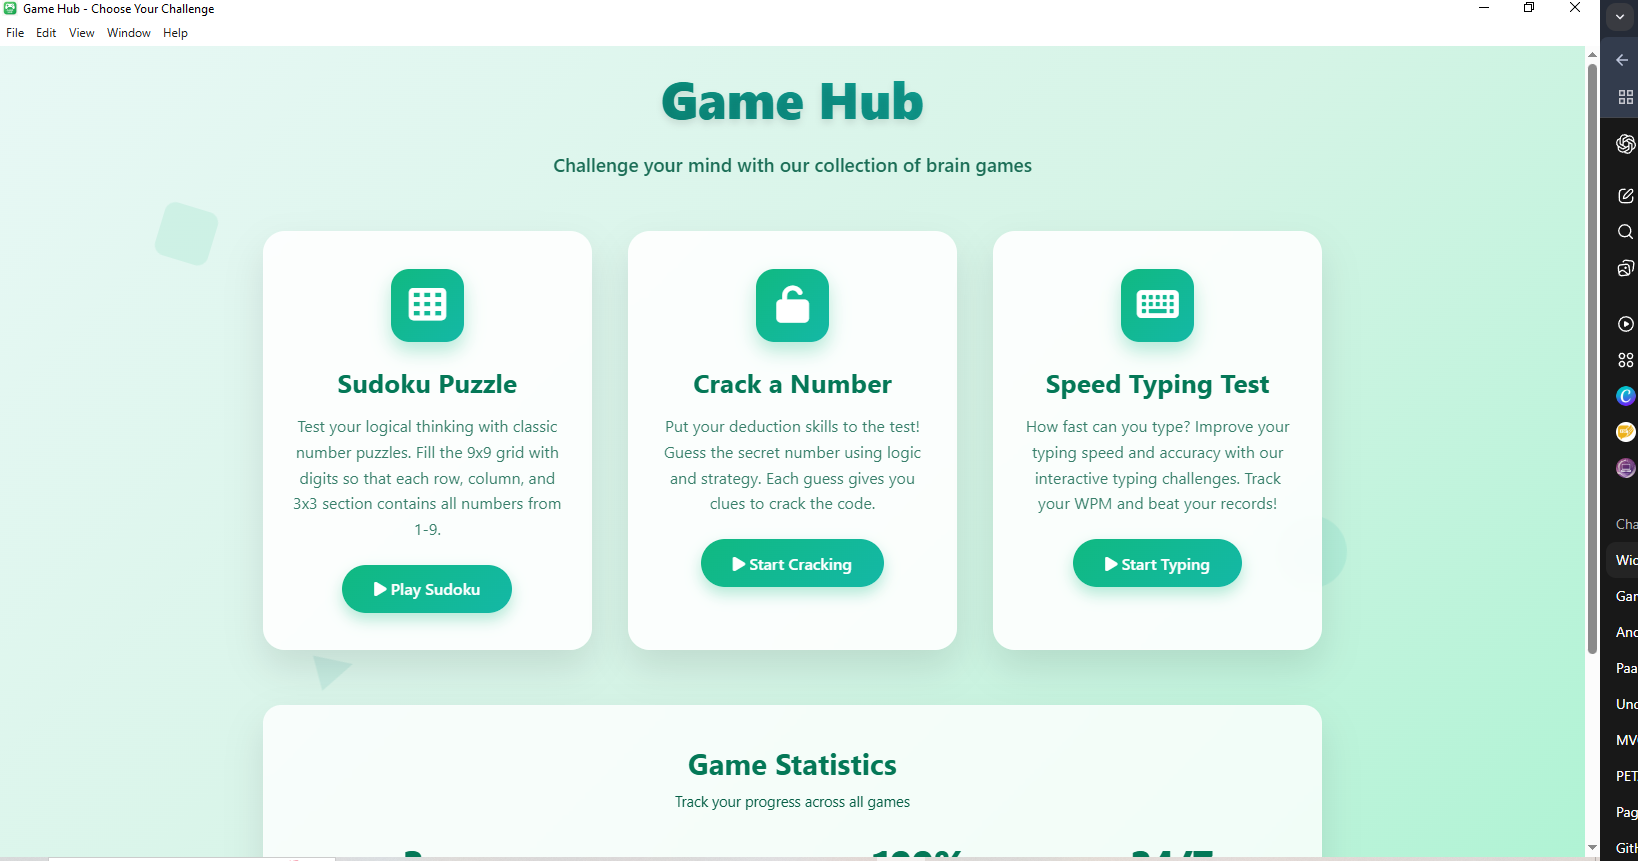 Game Hub - Choose Your Challenge
File Edit View Window Help
Game Hub
Challenge your mind with our collection of brain games
Sudoku Puzzle
Test your logical thinking with classic
number puzzles. Fill the 9x9 grid with
digits so that each row, column, and
3x3 section contains all numbers from
1-9.
Play Sudoku
Crack a Number
Put your deduction skills to the test!
Guess the secret number using logic
and strategy. Each guess gives you
clues to crack the code.
Start Cracking
Speed Typing Test
How fast can you type? Improve your
typing speed and accuracy with our
interactive typing challenges. Track
your WPM and beat your records!
Start Typing
Game Statistics
Track your progress across all games
Cha
Gar
And
Paa
MV
PET
Pag
Gith